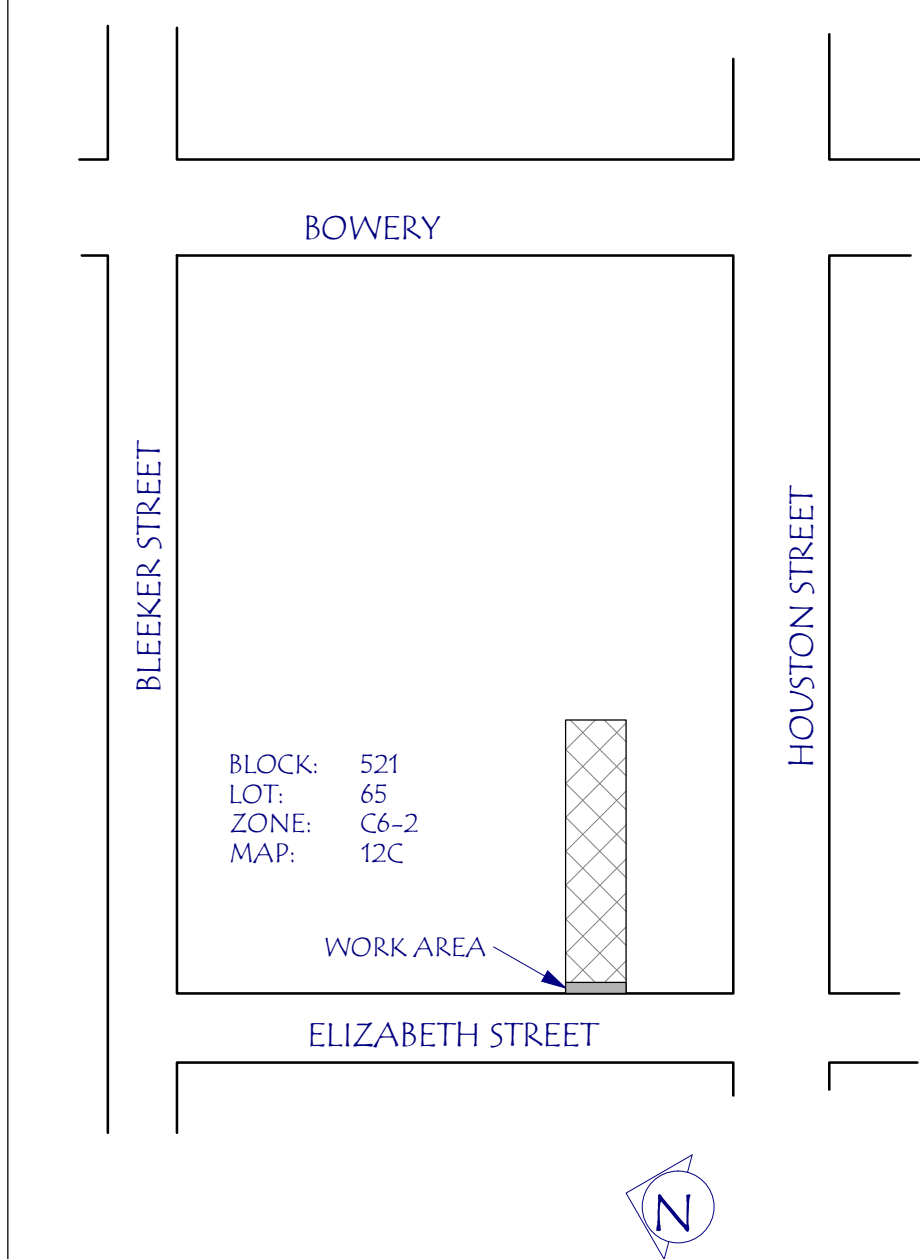 BOWERY
BLEEKER STREET
HOUSTON STREET
BLOCK: 521
LOT: 65
ZONE: C6-2
MAP: 12C
WORK AREA
ELIZABETH STREET
N